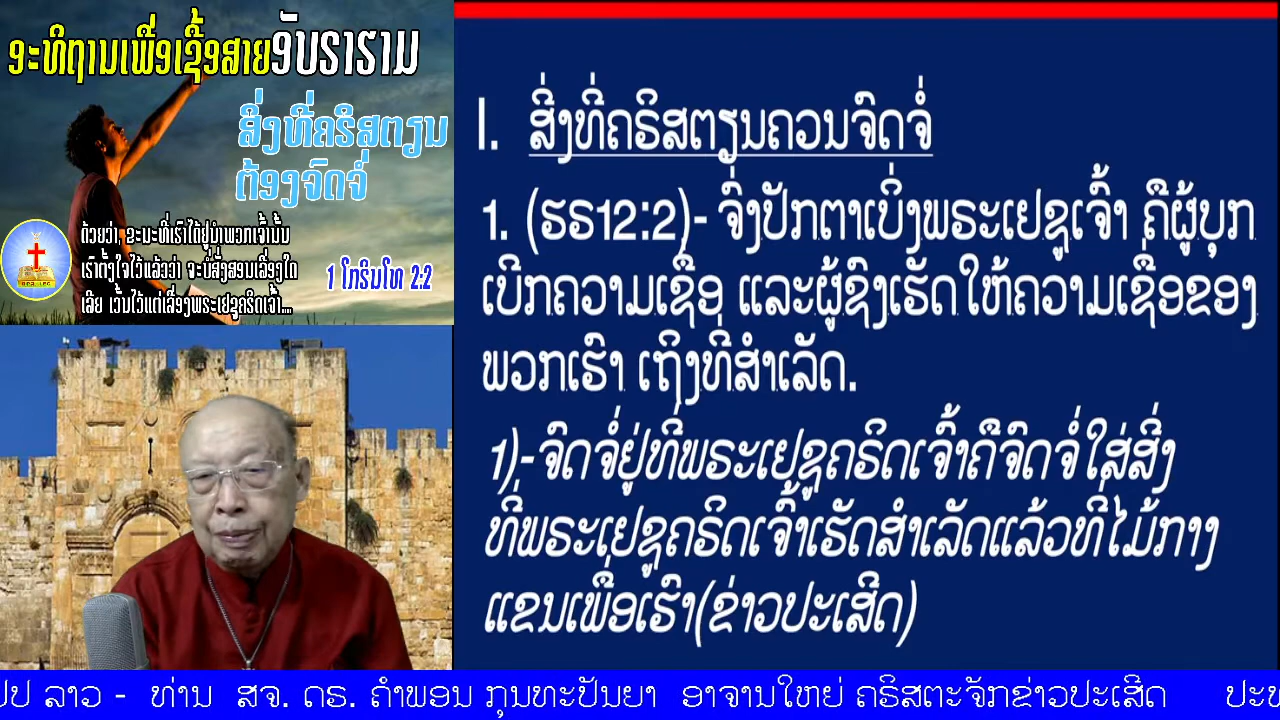 ອະທິຖານເພື່ອເຊື້ອສາຍອັບຣາຮາມ
ສິ່ງທີ່ຄຣິສຕຽນ
ຕ້ອງຈົດຈໍ່
ດ້ວຍວ່າ, ຂະນະທີ່ເຮົາໄດ້ຢູ່ນໍາພວກເຈົ້ານັ້ນ
ເຮົາຕັ້ງໃຈໄວ້ແລ້ວວ່າ ຈະບໍ່ສັ່ງສອນເລື່ອງໃດ
ເລີຍ ເວັ້ນໄວ້ແຕ່ເລື່ອງພຣະເຢຊູຄຣິດເຈົ້າ....
1 ໂກຣິນໂທ 2:2
I. ສິ່ງທີ່ຄຣິສຕຽນຄວນຈົດຈໍ່
1. (ຮຣ12:2)- ຈົ່ງປັກຕາເບິ່ງພຣະເຢຊູເຈົ້າ ຄືຜູ້ບຸກ
ເບີກຄວາມເຊື່ອ ແລະຜູ້ຊົງເຮັດໃຫ້ຄວາມເຊື່ອຂອງ
ພວກເຮົາ ເຖິງທີ່ສໍາເລັດ.
1)-ຈົດຈໍ່ຢູ່ທີ່ພຣະເຢຊູຄຣິດເຈົ້າຄືຈົດຈໍ່ໃສ່ສິ່ງ
ທີ່ພຣະເຢຊູຄຣິດເຈົ້າເຮັດສໍາເລັດແລ້ວທີ່ໄມ້ກາງ
ແຂນເພື່ອເຮົາ(ຂ່າວປະເສີດ)
ປປ ລາວ - ທ່ານ ສຈ. ດຣ. ຄໍາພອນ ກຸນທະປັນຍາ ອາຈານໃຫຍ່ ຄຣິສຕະຈັກຂ່າວປະເສີດ